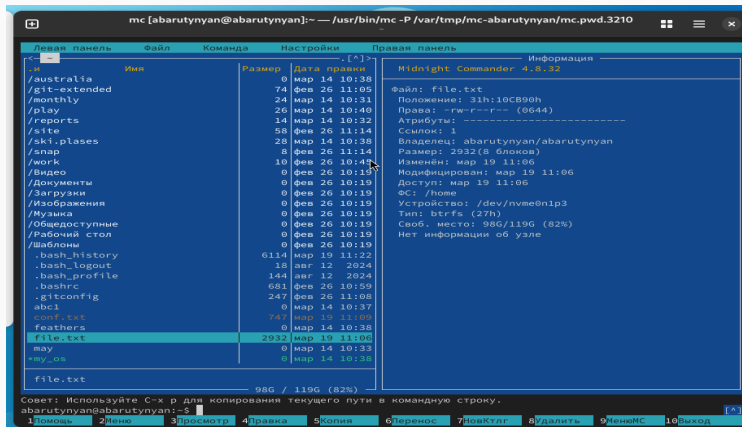 mc [abarutynyan@abarutynyan]:~ — /usr/bin/mc -P /var/tmp/mc-abarutynyan/mc.pwd.3210
Левая панель Файл Команда Настройки Правая панель
<- ~ .[^]>
.и Имя Размер Дата правки
/australia 0 мар 14 10:38
/git-extended 74 фев 26 11:05
/monthly 24 мар 14 10:31
/play 26 мар 14 10:40
/reports 14 мар 14 10:32
/site 58 фев 26 11:14
/ski.plases 28 мар 14 10:38
/snap 8 фев 26 11:14
/work 10 фев 26 10:45
/Видео 0 фев 26 10:19
/Документы 0 фев 26 10:19
/Загрузки 0 фев 26 10:19
/Изображения 0 фев 26 10:19
/Музыка 0 фев 26 10:19
/Общедоступные 0 фев 26 10:19
/Рабочий стол 0 фев 26 10:19
/Шаблоны 0 фев 26 10:19
.bash_history 6114 мар 19 11:22
.bash_logout 18 авг 12 2024
.bash_profile 144 авг 12 2024
.bashrc 681 фев 26 10:59
.gitconfig 247 фев 26 11:08
abc1 0 мар 14 10:37
conf.txt 747 мар 19 11:09
feathers 0 мар 14 10:38
file.txt 2932 мар 19 11:06
may 0 мар 14 10:33
*my_os 0 мар 14 10:38
file.txt
98G / 119G (82%)
Информация
Midnight Commander 4.8.32
Файл: file.txt
Положение: 31h:10CB90h
Права: -rw-r--r-- (0644)
Атрибуты: --------------------------
Ссылок: 1
Владелец: abarutynyan/abarutynyan
Размер: 2932(8 блоков)
Изменён: мар 19 11:06
Модифицирован: мар 19 11:06
Доступ: мар 19 11:06
ФС: /home
Устройство: /dev/nvme0n1p3
Тип: btrfs (27h)
Своб. место: 98G/119G (82%)
Нет информации об узле
Совет: Используйте C-x p для копирования текущего пути в командную строку.
abarutynyan@abarutynyan:~$ [^]
1Помощь 2Меню 3Просмотр 4Правка 5Копия 6Перенос 7НовКтлг 8Удалить 9МенюMC 10Выход